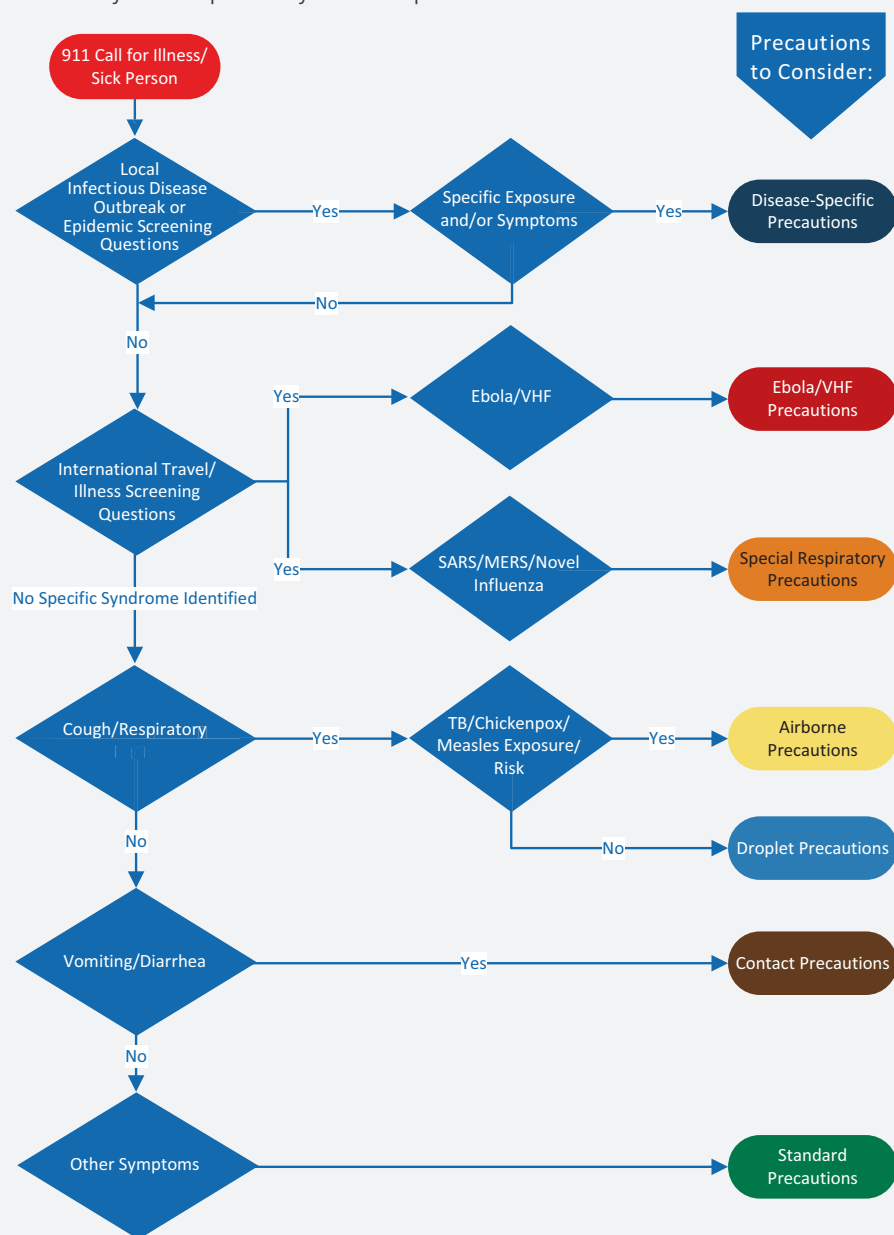 911 Call for Illness/
Sick Person
Precautions
to Consider:
Local
Infectious Disease
Outbreak or
Epidemic Screening
Questions
Yes
Specific Exposure
and/or Symptoms
Yes
Disease-Specific
Precautions
No
No
Yes
Ebola/VHF
Ebola/VHF
Precautions
International Travel/
Illness Screening
Questions
Yes
SARS/MERS/Novel
Influenza
Special Respiratory
Precautions
No Specific Syndrome Identified
Cough/Respiratory
Yes
TB/Chickenpox/
Measles Exposure/
Risk
Yes
Airborne
Precautions
No
No
Droplet Precautions
Vomiting/Diarrhea
Yes
Contact Precautions
No
Other Symptoms
Standard
Precautions